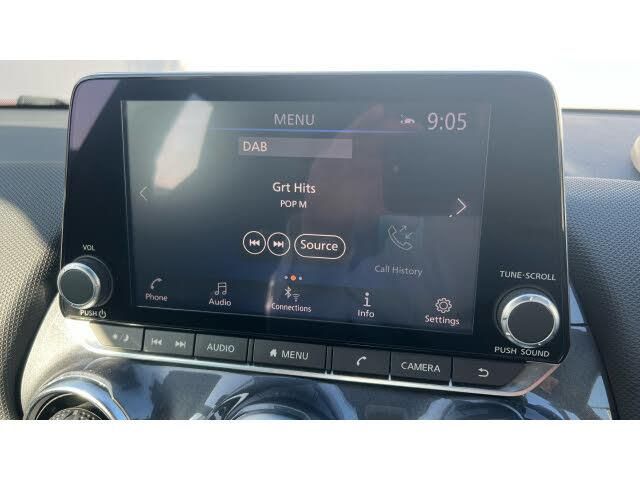 MENU
9:05
DAB
Grt Hits
POP M
Source
Call History
VOL
PUSH
TUNE·SCROLL
PUSH SOUND
Phone
Audio
Connections
Info
Settings
AUDIO
MENU
CAMERA